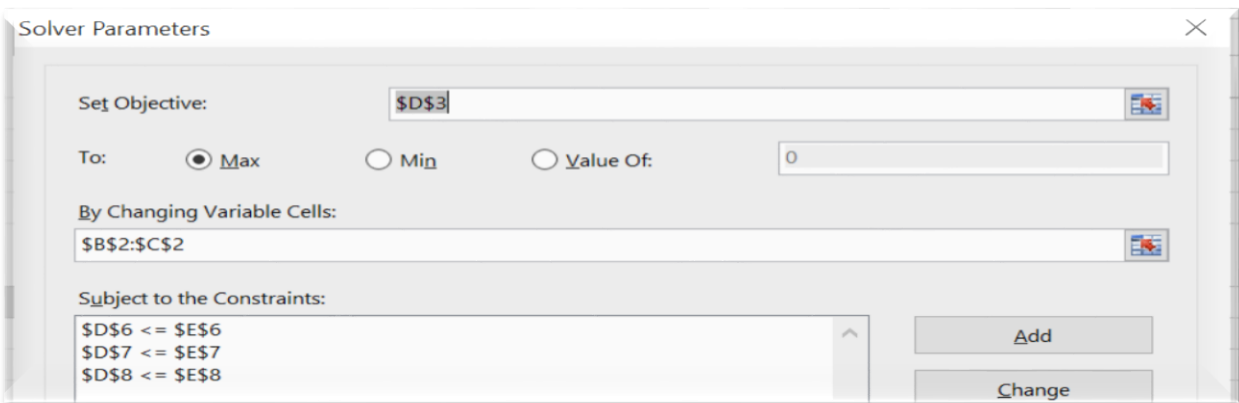 Solver Parameters
Set Objective: $D$3
To: Max Min Value Of: 0
By Changing Variable Cells:
$B$2:$C$2
Subject to the Constraints:
$D$6 <= $E$6
$D$7 <= $E$7
$D$8 <= $E$8
Add
Change